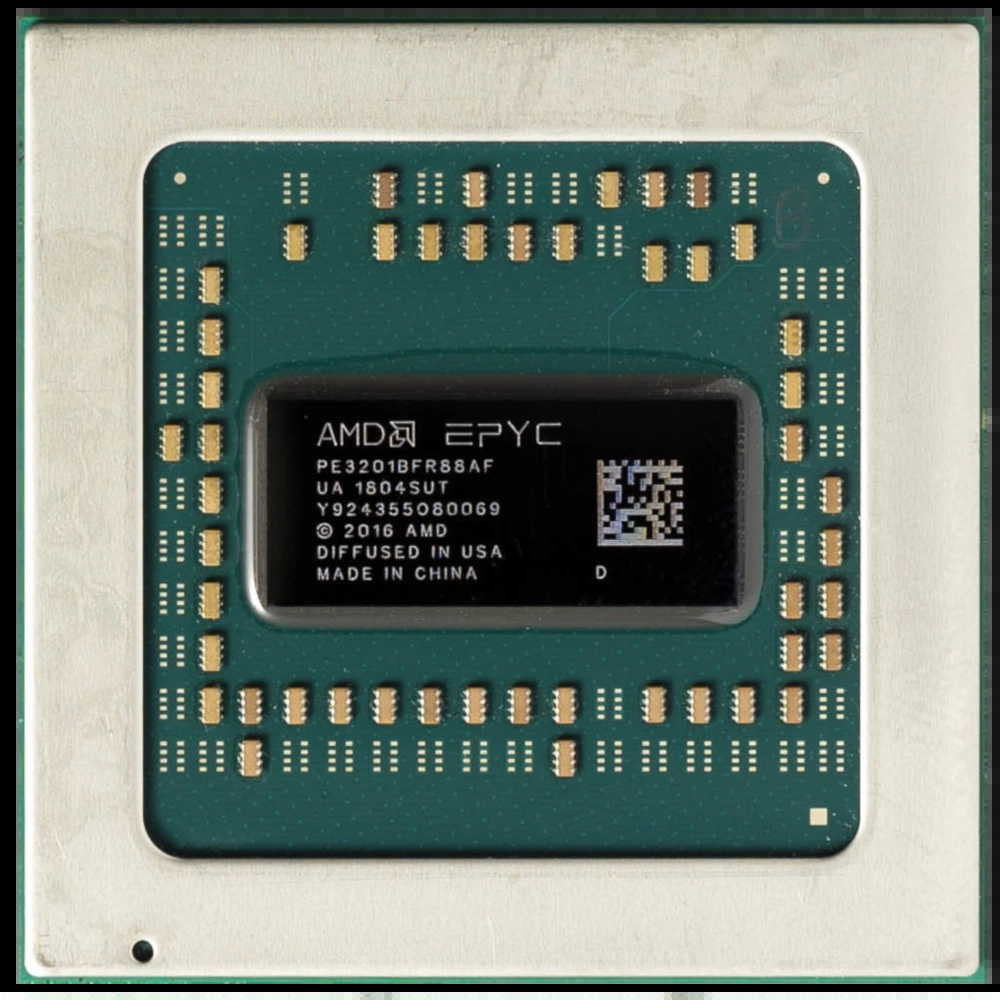 AMD EPYC
PE3201BFR88AF
UA 1804SUT
Y924355080069
© 2016 AMD
DIFFUSED IN USA
MADE IN CHINA
D
B